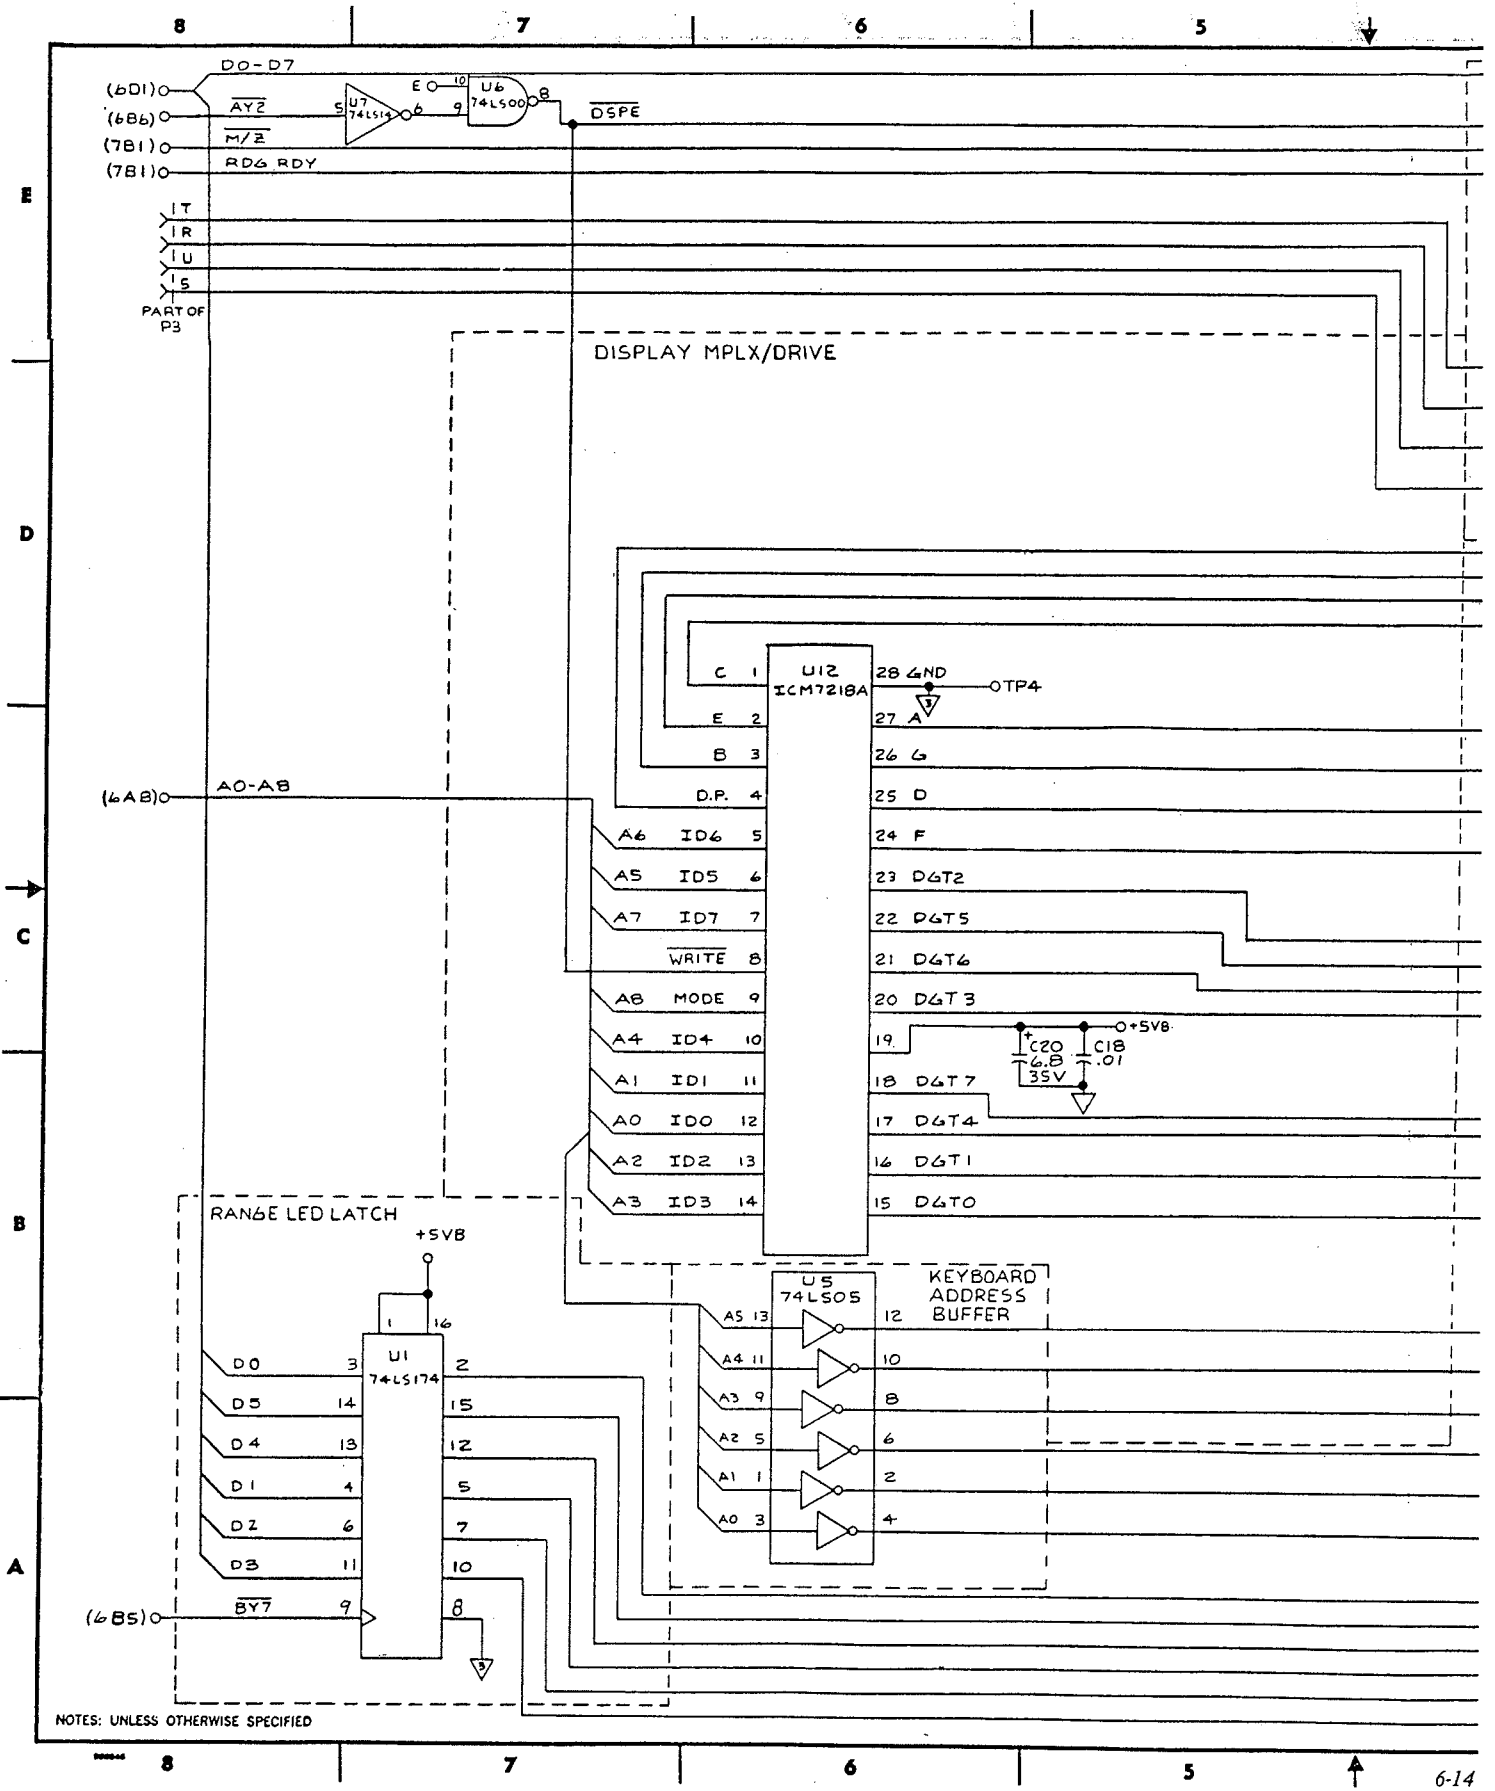 8 7 6 5
D0-D7
(6D1)
E 10 U6 74LS00 8
9
(6B6) AY2 5 U7 74LS14 6
DSPE
(7B1) M/Z
(7B1) RDG RDY
E
1 T
1 R
1 U
1 S
PART OF
P3
DISPLAY MPLX/DRIVE
D
C 1 U12 28 GND
ICM7218A
TP4
3
E 2 27 A
B 3 26 G
(6A8) A0-A8
D.P. 4 25 D
A6 ID6 5 24 F
A5 ID5 6 23 DGT2
C
A7 ID7 7 22 DGT5
WRITE 8 21 DGT6
A8 MODE 9 20 DGT3
A4 ID4 10 19
+5VB
+ C20 C18
6.8 .01
35V
A1 ID1 11 18 DGT7
A0 ID0 12 17 DGT4
A2 ID2 13 16 DGT1
A3 ID3 14 15 DGT0
B
RANGE LED LATCH
+5VB
1 16
U1
74LS174
D0 3 2
D5 14 15
D4 13 12
D1 4 5
D2 6 7
D3 11 10
(6B5) BY7 9 8
3
U5
74LS05
KEYBOARD
ADDRESS
BUFFER
A5 13 12
A4 11 10
A3 9 8
A2 5 6
A1 1 2
A0 3 4
A
NOTES: UNLESS OTHERWISE SPECIFIED
8 7 6 5
6-14